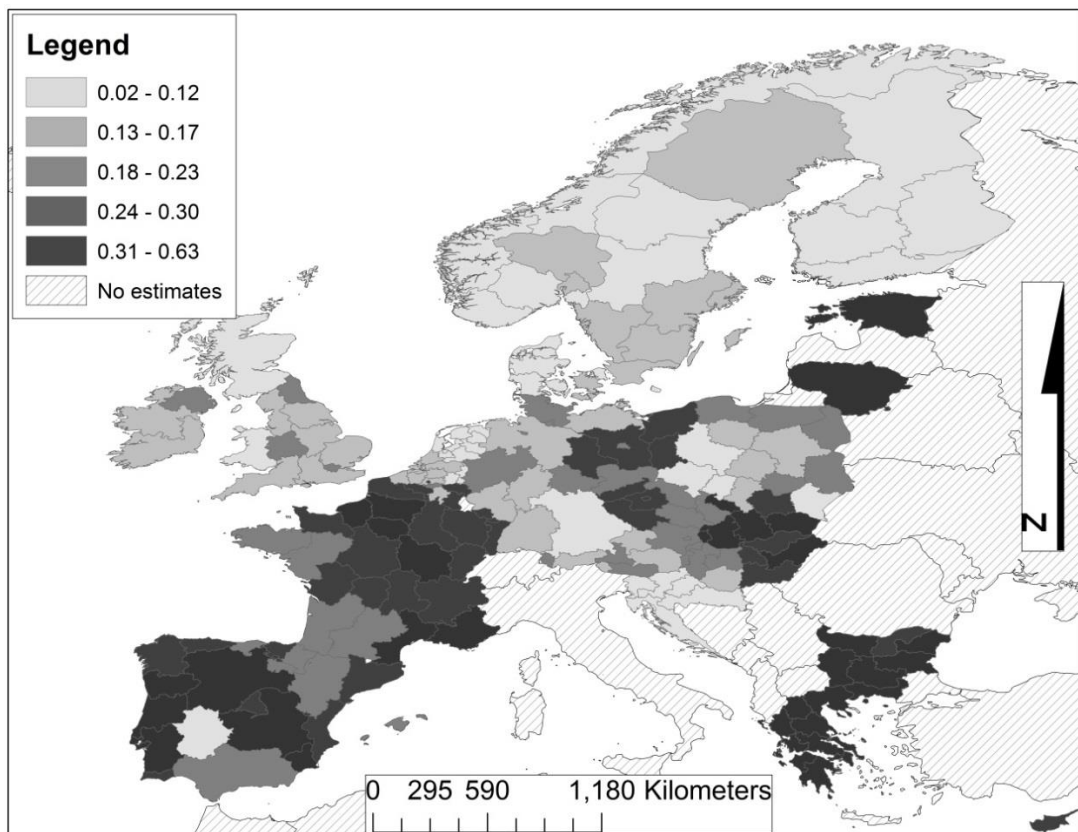 Legend
0.02 - 0.12
0.13 - 0.17
0.18 - 0.23
0.24 - 0.30
0.31 - 0.63
No estimates
N
0 295 590 1,180 Kilometers